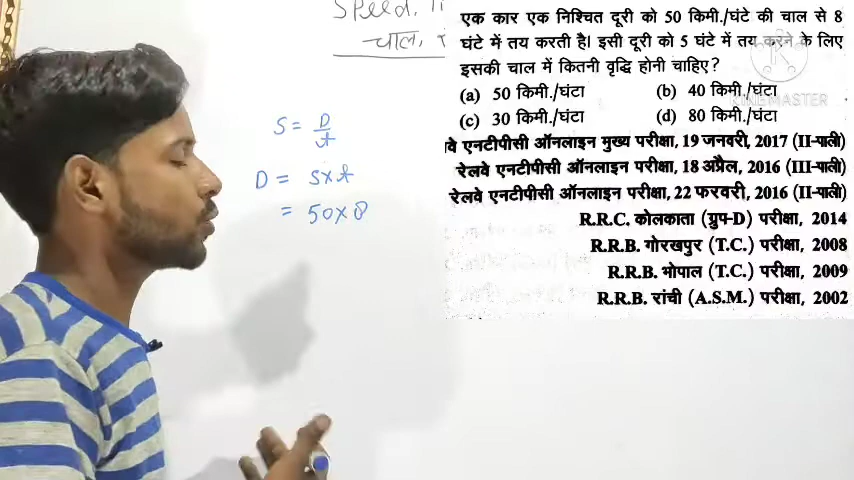 Speed,
चाल,
S = D/t
D = S×t
= 50×8
एक कार एक निश्चित दूरी को 50 किमी./घंटे की चाल से 8
घंटे में तय करती है। इसी दूरी को 5 घंटे में तय करने के लिए
इसकी चाल में कितनी वृद्धि होनी चाहिए?
(a) 50 किमी./घंटा (b) 40 किमी./घंटा
(c) 30 किमी./घंटा (d) 80 किमी./घंटा
KINEMASTER
वे एनटीपीसी ऑनलाइन मुख्य परीक्षा, 19 जनवरी, 2017 (II-पाली)
रेलवे एनटीपीसी ऑनलाइन परीक्षा, 18 अप्रैल, 2016 (III-पाली)
रेलवे एनटीपीसी ऑनलाइन परीक्षा, 22 फरवरी, 2016 (II-पाली)
R.R.C. कोलकाता (ग्रुप-D) परीक्षा, 2014
R.R.B. गोरखपुर (T.C.) परीक्षा, 2008
R.R.B. भोपाल (T.C.) परीक्षा, 2009
R.R.B. रांची (A.S.M.) परीक्षा, 2002